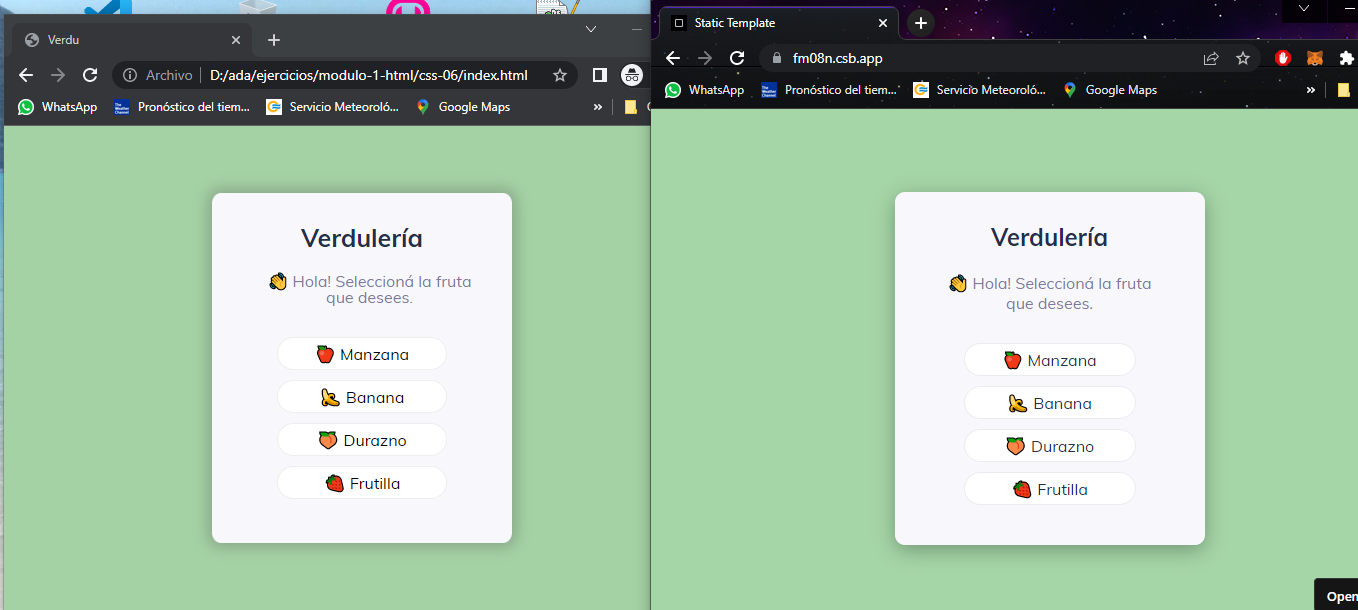 Verdu
Archivo
D:/ada/ejercicios/modulo-1-html/css-06/index.html
WhatsApp
Pronóstico del tiem...
Servicio Meteoroló...
Google Maps
»
Verdulería
Hola! Seleccioná la fruta
que desees.
Manzana
Banana
Durazno
Frutilla
Static Template
fm08n.csb.app
WhatsApp
Pronóstico del tiem...
Servicio Meteoroló...
Google Maps
»
Verdulería
Hola! Seleccioná la fruta
que desees.
Manzana
Banana
Durazno
Frutilla
Open